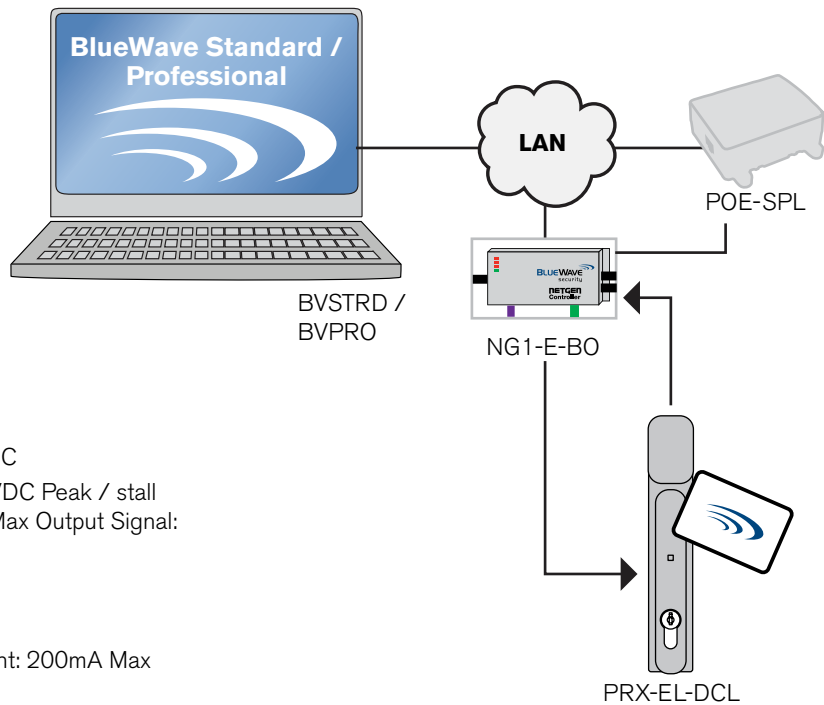 BlueWave Standard /
Professional
LAN
POE-SPL
BLUEWAVE
security
NETGEN
Controller
BVSTRD /
BVPRO
NG1-E-BO
C
VDC Peak / stall
Max Output Signal:
nt: 200mA Max
PRX-EL-DCL